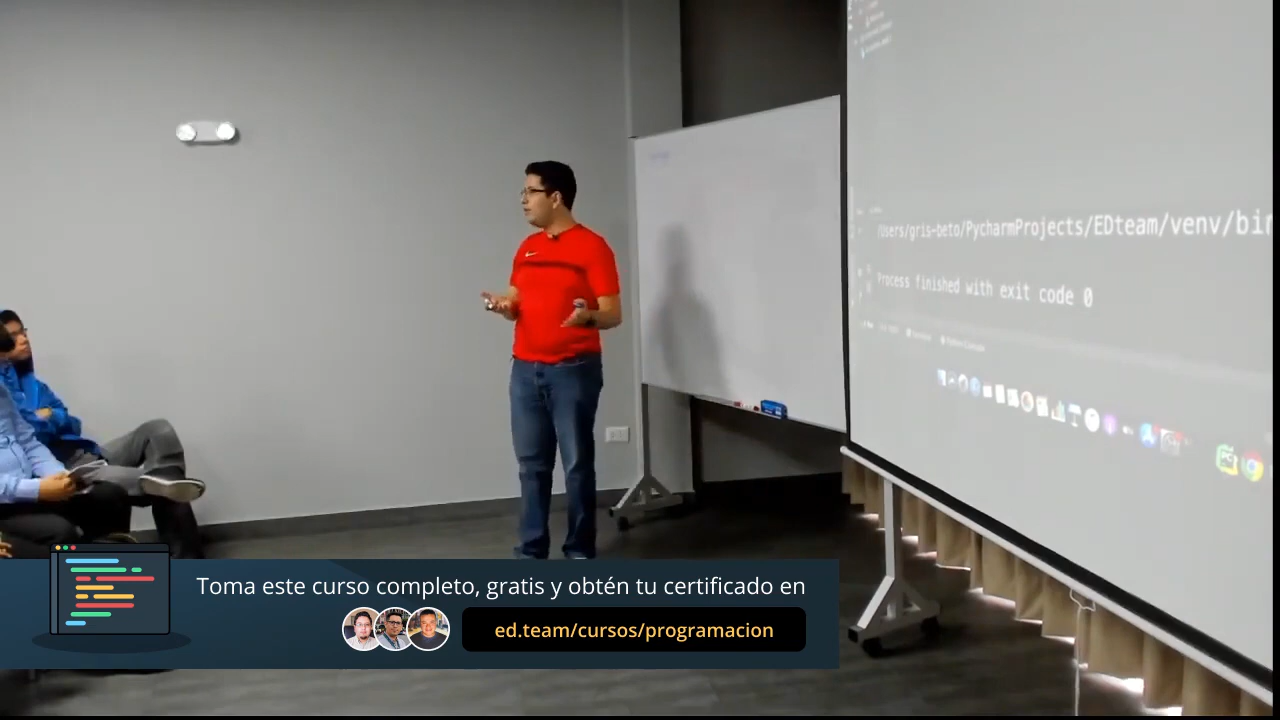 /Users/gris-beto/PycharmProjects/EDteam/venv/bin
Process finished with exit code 0
Toma este curso completo, gratis y obtén tu certificado en
ed.team/cursos/programacion